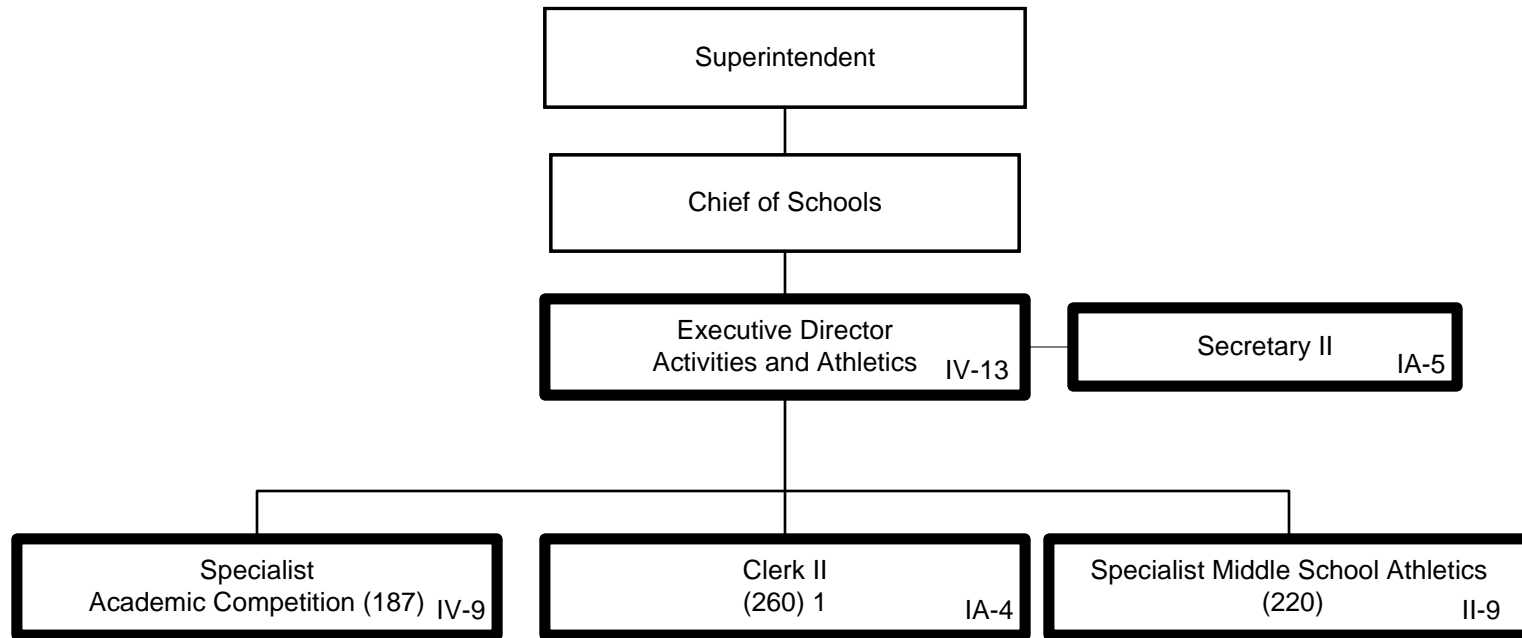 Superintendent
Chief of Schools
Executive Director
Activities and Athletics
IV-13
Secretary II
IA-5
Specialist
Academic Competition (187)
IV-9
Clerk II
(260) 1
IA-4
Specialist Middle School Athletics
(220)
II-9